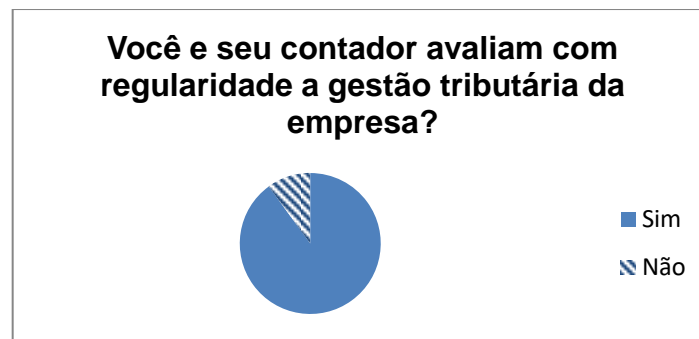 Você e seu contador avaliam com
regularidade a gestão tributária da
empresa?
Sim
Não